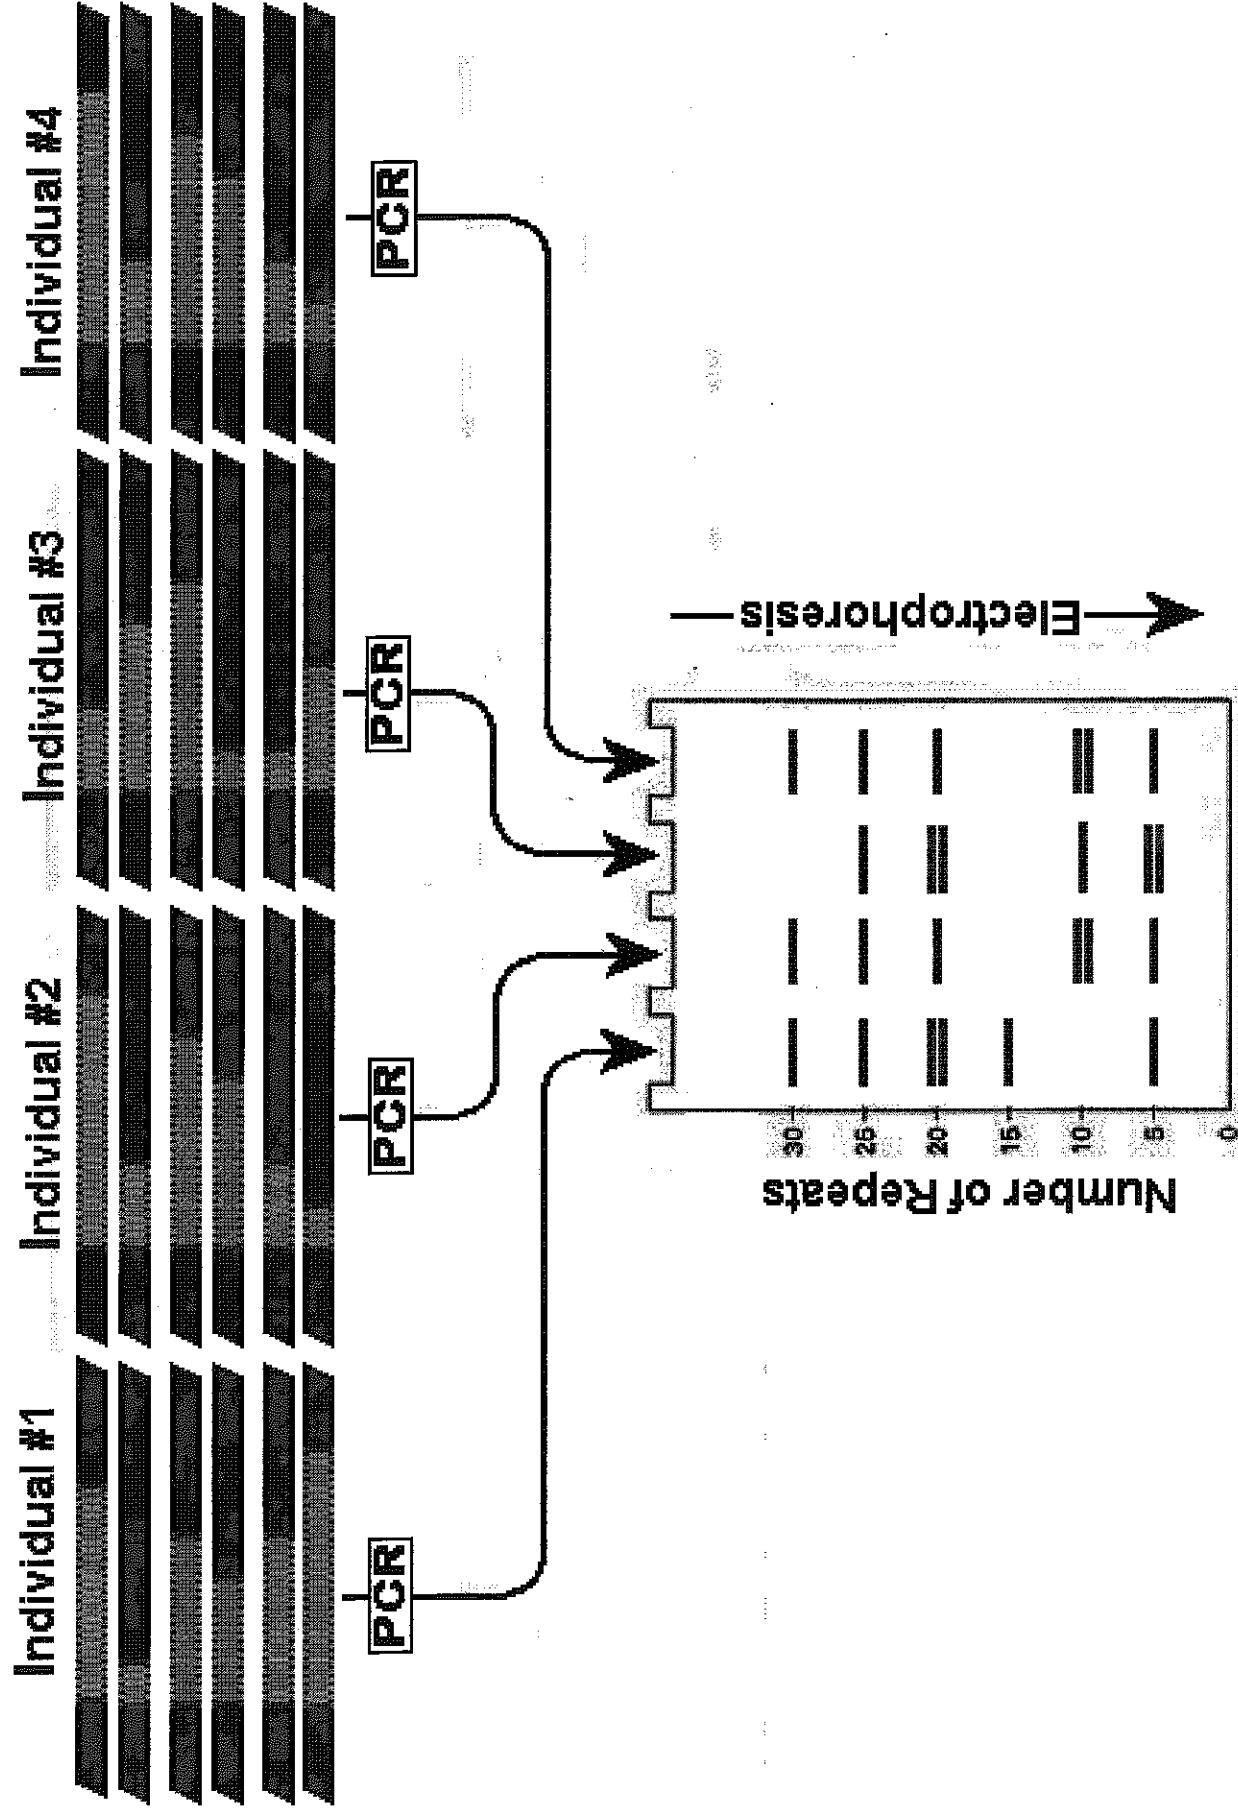 Individual #1
Individual #2
Individual #3
Individual #4
PCR
PCR
PCR
PCR
Number of Repeats
30
25
20
15
10
5
0
Electrophoresis